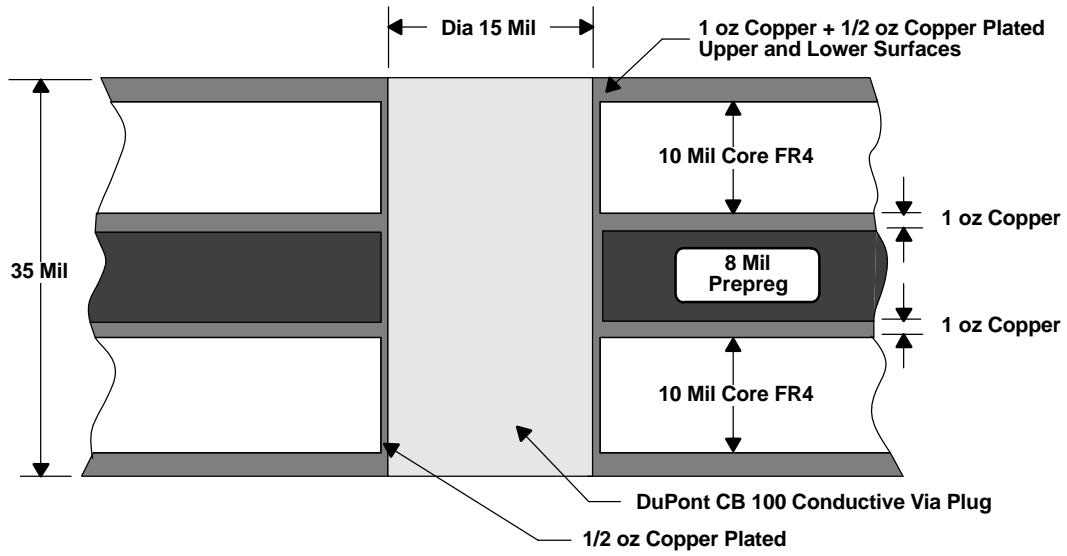 Dia 15 Mil
1 oz Copper + 1/2 oz Copper Plated
Upper and Lower Surfaces
10 Mil Core FR4
1 oz Copper
35 Mil
8 Mil
Prepreg
1 oz Copper
10 Mil Core FR4
DuPont CB 100 Conductive Via Plug
1/2 oz Copper Plated